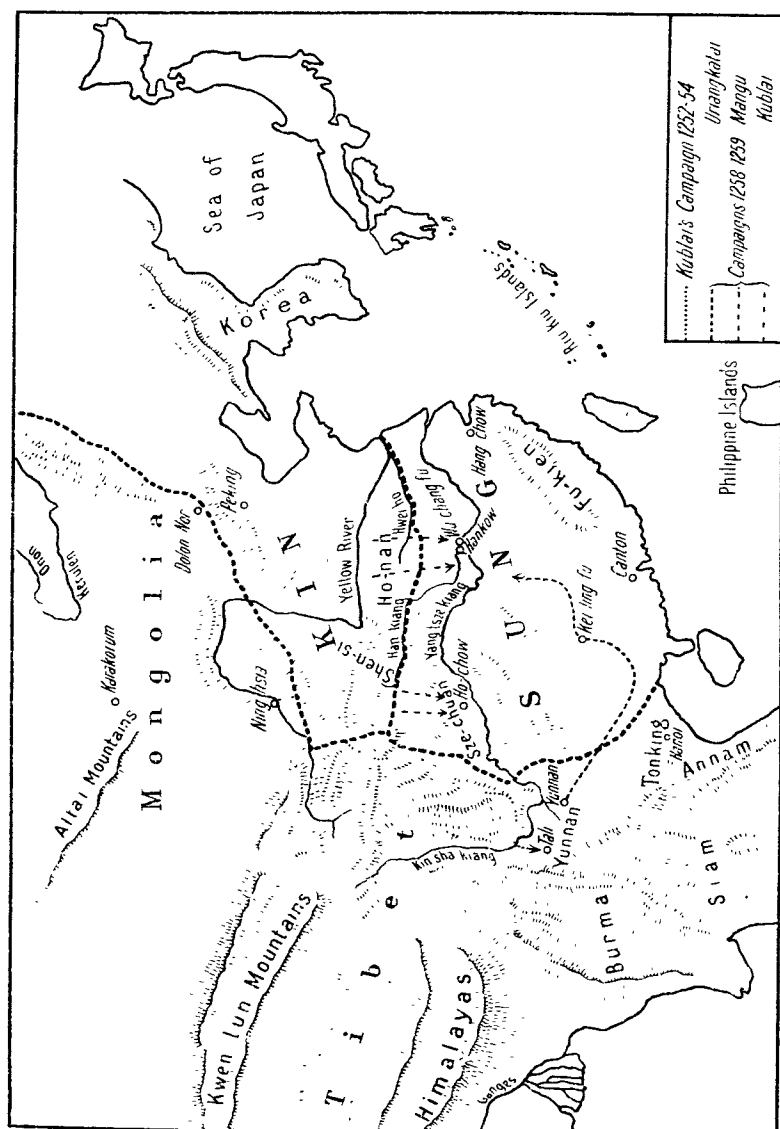 Sea of
Japan
Korea
Riu Kiu Islands
Philippine Islands
Onon
Kerulen
Karakorum
Mongolia
Altai Mountains
Dolon Nor
Peking
KIN
Ning Hsia
Yellow River
Shen-si
Ho-nan
Hwei ho
Han kiang
Wu Chang fu
Hankow
Hang Chow
Yang tsze kiang
Sze-chuan
Ho-chow
SUNG
Fu-kien
Kei ling fu
Canton
Kwen Lun Mountains
Tibet
Himalayas
Kin sha kiang
Tali
Yunnan
Yunnan
Tonking
Hanoi
Annam
Siam
Burma
Ganges
Kublai's Campaign 1252-54
Uriangkatai
Campaigns 1258 1259 Mangu
Kublai